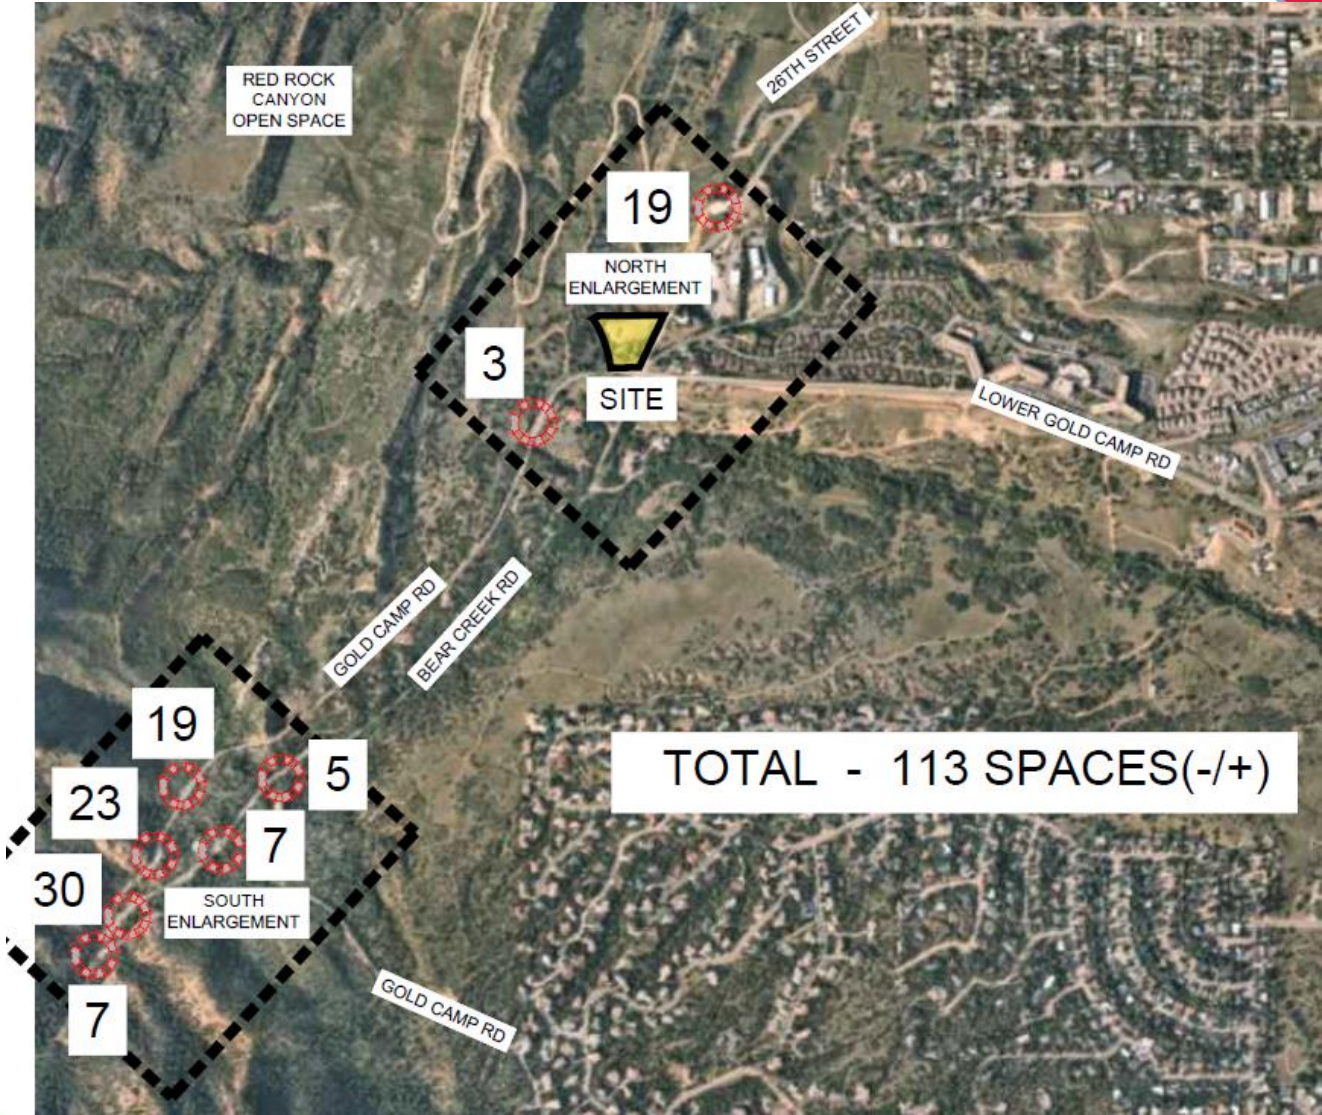 26TH STREET
RED ROCK
CANYON
OPEN SPACE
19
NORTH
ENLARGEMENT
3
SITE
LOWER GOLD CAMP RD
GOLD CAMP RD
BEAR CREEK RD
19
5
TOTAL - 113 SPACES(-/+)
23
7
30
SOUTH
ENLARGEMENT
7
GOLD CAMP RD